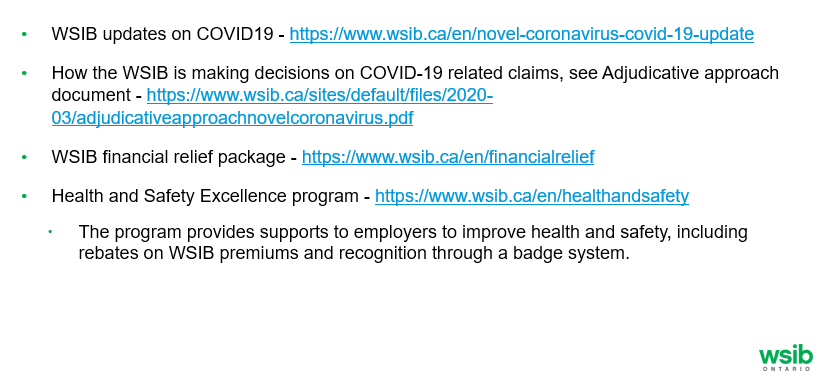 • WSIB updates on COVID19 - https://www.wsib.ca/en/novel-coronavirus-covid-19-update
• How the WSIB is making decisions on COVID-19 related claims, see Adjudicative approach
document - https://www.wsib.ca/sites/default/files/2020-
03/adjudicativeapproachnovelcoronavirus.pdf
• WSIB financial relief package - https://www.wsib.ca/en/financialrelief
• Health and Safety Excellence program - https://www.wsib.ca/en/healthandsafety
• The program provides supports to employers to improve health and safety, including
rebates on WSIB premiums and recognition through a badge system.
wsib
ONTARIO